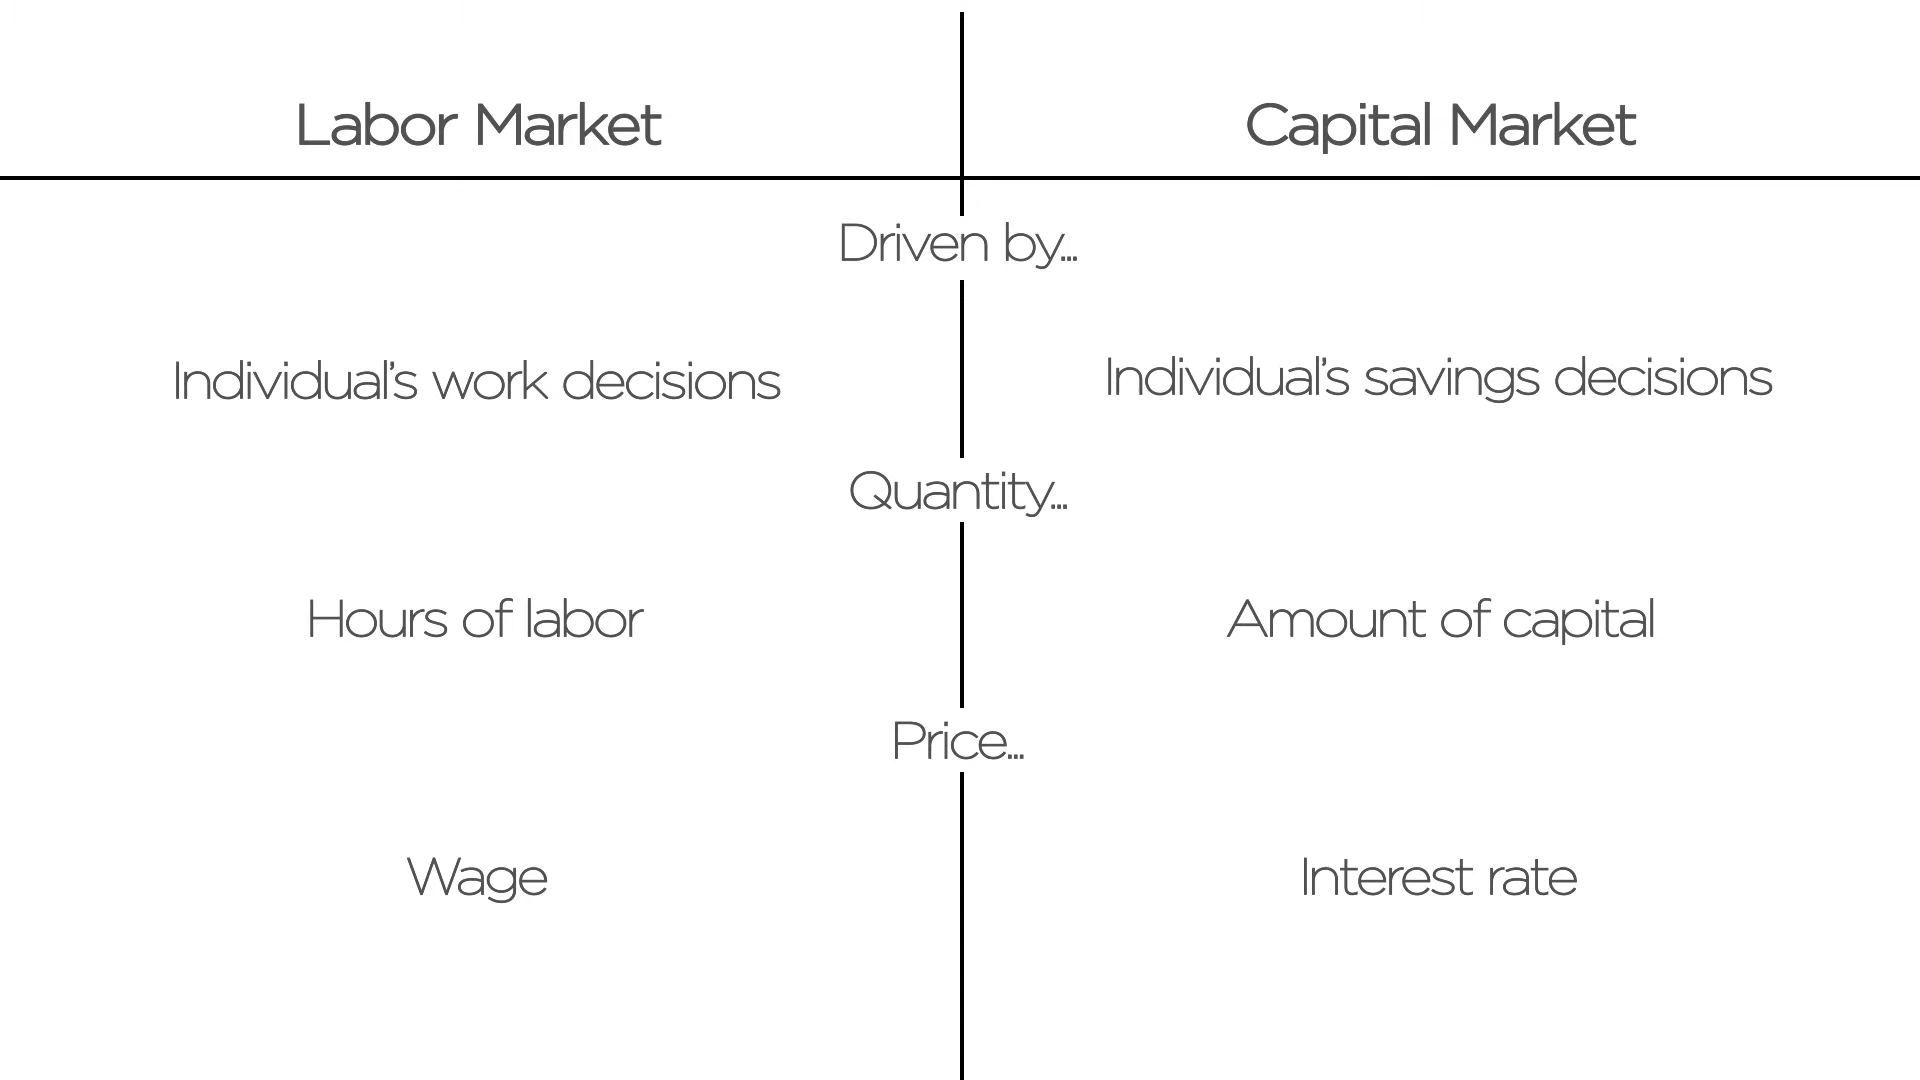 Labor Market
Capital Market
Driven by...
Individual's work decisions
Individual's savings decisions
Quantity...
Hours of labor
Amount of capital
Price...
Wage
Interest rate